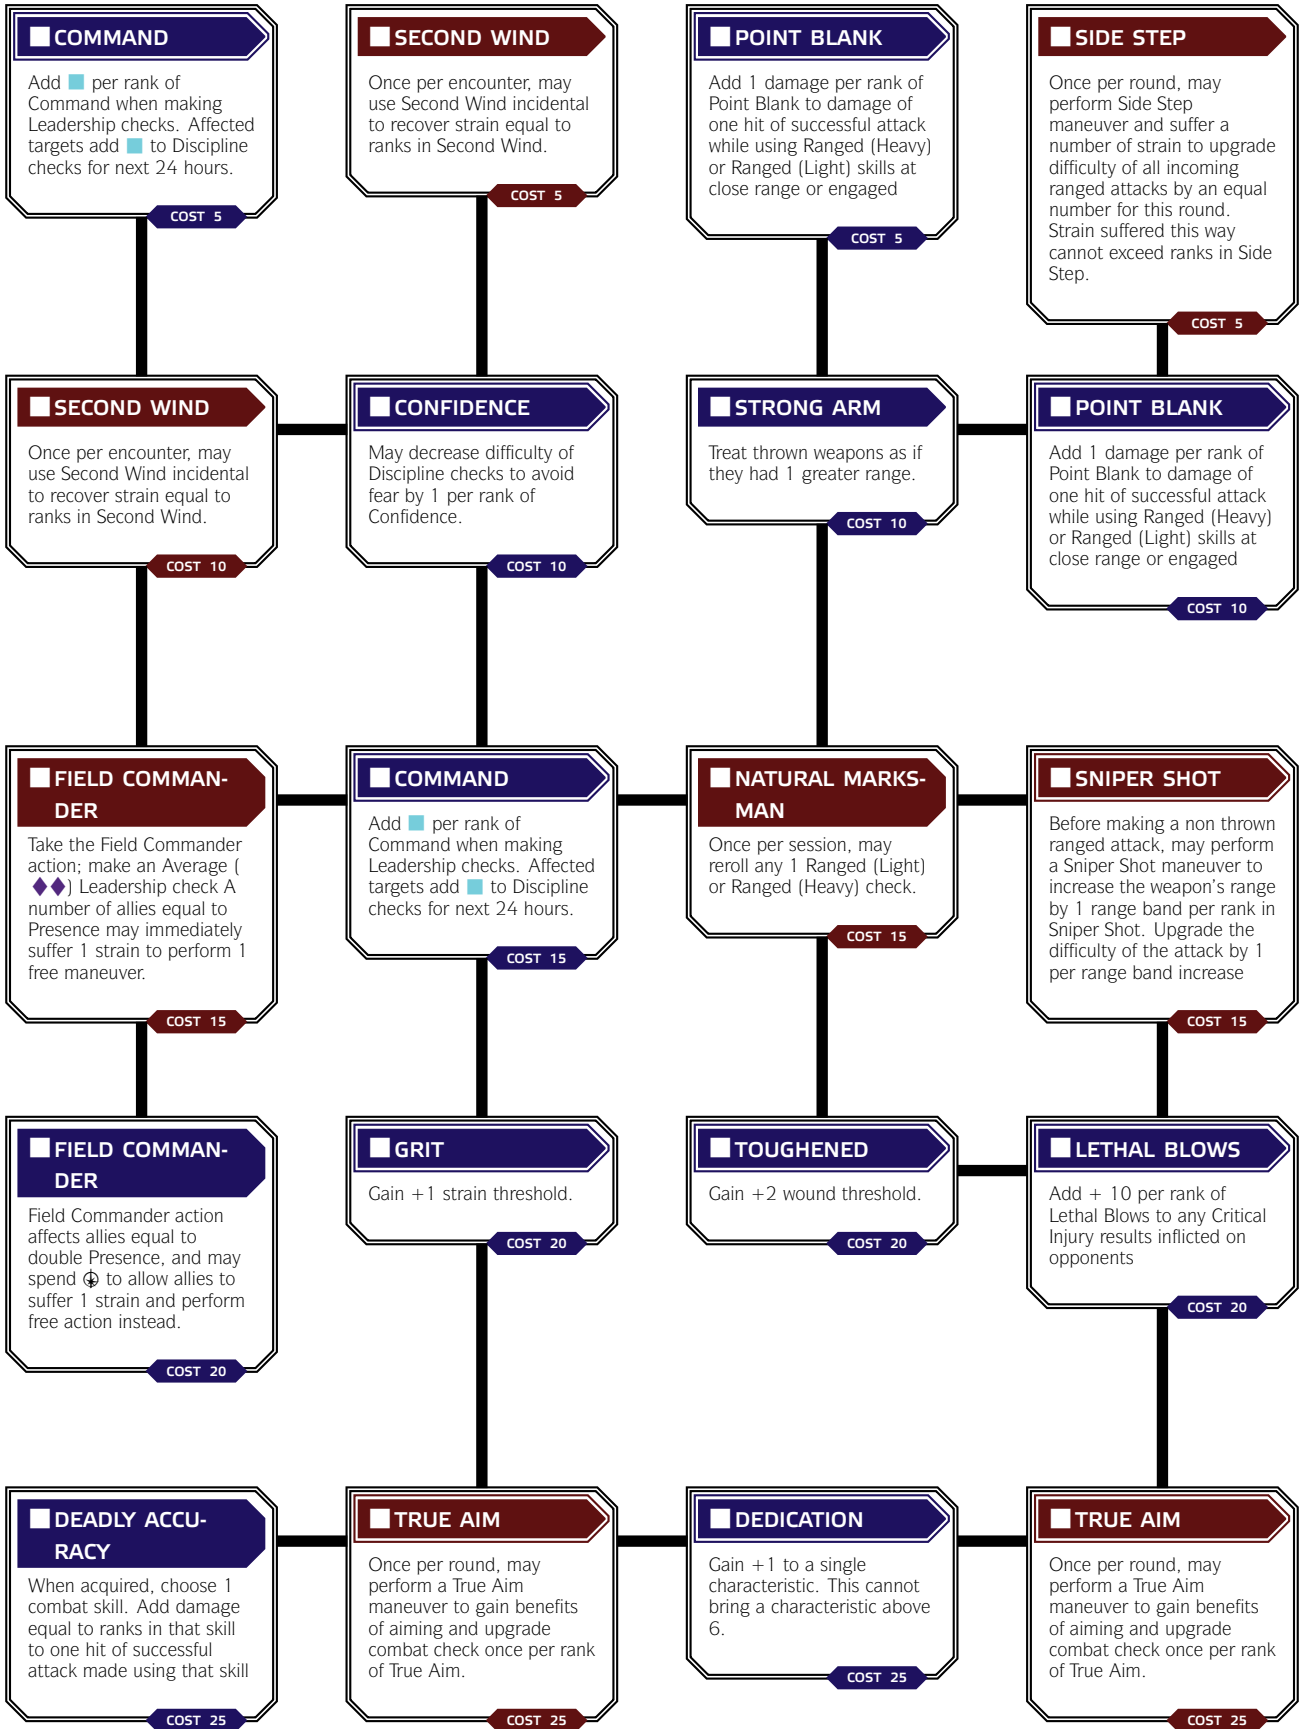 COMMAND
Add per rank of
Command when making
Leadership checks. Affected
targets add to Discipline
checks for next 24 hours.
COST 5
SECOND WIND
Once per encounter, may
use Second Wind incidental
to recover strain equal to
ranks in Second Wind.
COST 5
POINT BLANK
Add 1 damage per rank of
Point Blank to damage of
one hit of successful attack
while using Ranged (Heavy)
or Ranged (Light) skills at
close range or engaged
COST 5
SIDE STEP
Once per round, may
perform Side Step
maneuver and suffer a
number of strain to upgrade
difficulty of all incoming
ranged attacks by an equal
number for this round.
Strain suffered this way
cannot exceed ranks in Side
Step.
COST 5
SECOND WIND
Once per encounter, may
use Second Wind incidental
to recover strain equal to
ranks in Second Wind.
COST 10
CONFIDENCE
May decrease difficulty of
Discipline checks to avoid
fear by 1 per rank of
Confidence.
COST 10
STRONG ARM
Treat thrown weapons as if
they had 1 greater range.
COST 10
POINT BLANK
Add 1 damage per rank of
Point Blank to damage of
one hit of successful attack
while using Ranged (Heavy)
or Ranged (Light) skills at
close range or engaged
COST 10
FIELD COMMAN-
DER
Take the Field Commander
action; make an Average (
♦♦) Leadership check A
number of allies equal to
Presence may immediately
suffer 1 strain to perform 1
free maneuver.
COST 15
COMMAND
Add per rank of
Command when making
Leadership checks. Affected
targets add to Discipline
checks for next 24 hours.
COST 15
NATURAL MARKS-
MAN
Once per session, may
reroll any 1 Ranged (Light)
or Ranged (Heavy) check.
COST 15
SNIPER SHOT
Before making a non thrown
ranged attack, may perform
a Sniper Shot maneuver to
increase the weapon's range
by 1 range band per rank in
Sniper Shot. Upgrade the
difficulty of the attack by 1
per range band increase
COST 15
FIELD COMMAN-
DER
Field Commander action
affects allies equal to
double Presence, and may
spend to allow allies to
suffer 1 strain and perform
free action instead.
COST 20
GRIT
Gain +1 strain threshold.
COST 20
TOUGHENED
Gain +2 wound threshold.
COST 20
LETHAL BLOWS
Add + 10 per rank of
Lethal Blows to any Critical
Injury results inflicted on
opponents
COST 20
DEADLY ACCU-
RACY
When acquired, choose 1
combat skill. Add damage
equal to ranks in that skill
to one hit of successful
attack made using that skill
COST 25
TRUE AIM
Once per round, may
perform a True Aim
maneuver to gain benefits
of aiming and upgrade
combat check once per rank
of True Aim.
COST 25
DEDICATION
Gain +1 to a single
characteristic. This cannot
bring a characteristic above
6.
COST 25
TRUE AIM
Once per round, may
perform a True Aim
maneuver to gain benefits
of aiming and upgrade
combat check once per rank
of True Aim.
COST 25